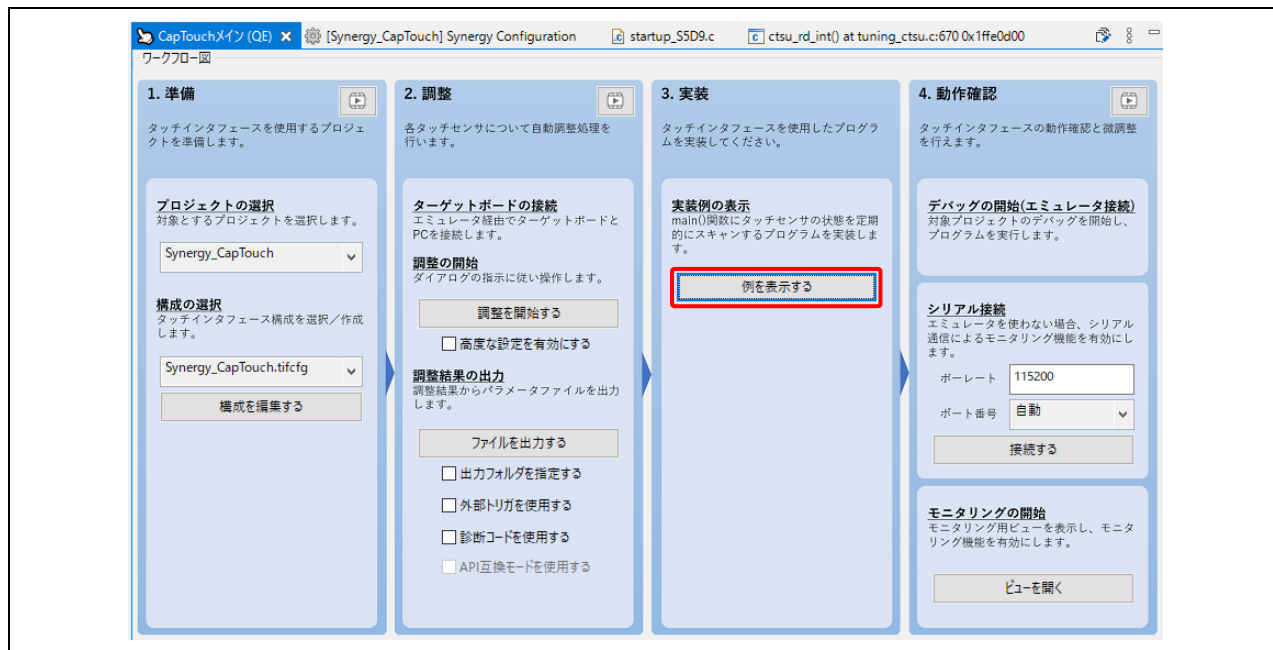 CapTouchメイン (QE)
[Synergy_CapTouch] Synergy Configuration
startup_S5D9.c
ctsu_rd_int() at tuning_ctsu.c:670 0x1ffe0d00
ワークフロー図
1. 準備
タッチインタフェースを使用するプロジェ
クトを準備します。
プロジェクトの選択
対象とするプロジェクトを選択します。
Synergy_CapTouch
構成の選択
タッチインタフェース構成を選択／作成
します。
Synergy_CapTouch.tifcfg
構成を編集する
2. 調整
各タッチセンサについて自動調整処理を
行います。
ターゲットボードの接続
エミュレータ経由でターゲットボードと
PCを接続します。
調整の開始
ダイアログの指示に従い操作します。
調整を開始する
高度な設定を有効にする
調整結果の出力
調整結果からパラメータファイルを出力
します。
ファイルを出力する
出力フォルダを指定する
外部トリガを使用する
診断コードを使用する
API互換モードを使用する
3. 実装
タッチインタフェースを使用したプログラ
ムを実装してください。
実装例の表示
main()関数にタッチセンサの状態を定期
的にスキャンするプログラムを実装しま
す。
例を表示する
4. 動作確認
タッチインタフェースの動作確認と微調整
を行えます。
デバッグの開始(エミュレータ接続)
対象プロジェクトのデバッグを開始し、
プログラムを実行します。
シリアル接続
エミュレータを使わない場合、シリアル
通信によるモニタリング機能を有効にし
ます。
ボーレート 115200
ポート番号 自動
接続する
モニタリングの開始
モニタリング用ビューを表示し、モニタ
リング機能を有効にします。
ビューを開く